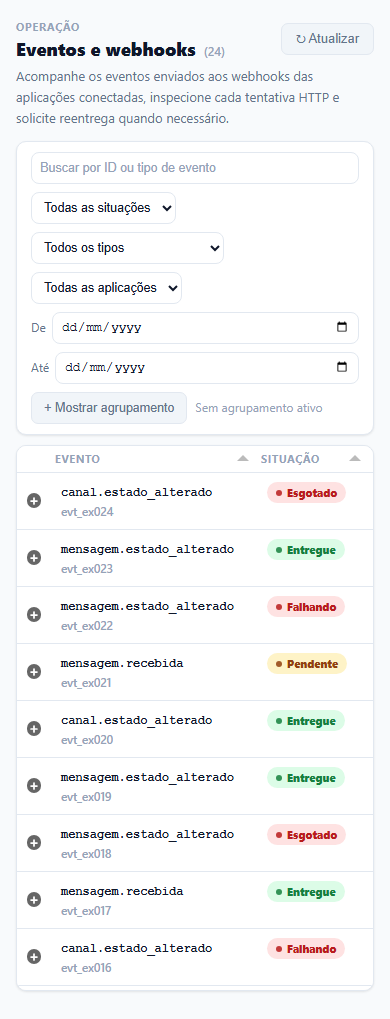 OPERAÇÃO
Eventos e webhooks (24)
↻ Atualizar
Acompanhe os eventos enviados aos webhooks das
aplicações conectadas, inspecione cada tentativa HTTP e
solicite reentrega quando necessário.
Buscar por ID ou tipo de evento
Todas as situações
Todos os tipos
Todas as aplicações
De dd/mm/yyyy
Até dd/mm/yyyy
+ Mostrar agrupamento Sem agrupamento ativo
EVENTO SITUAÇÃO
canal.estado_alterado Esgotado
evt_ex024
mensagem.estado_alterado Entregue
evt_ex023
mensagem.estado_alterado Falhando
evt_ex022
mensagem.recebida Pendente
evt_ex021
canal.estado_alterado Entregue
evt_ex020
mensagem.estado_alterado Entregue
evt_ex019
mensagem.estado_alterado Esgotado
evt_ex018
mensagem.recebida Entregue
evt_ex017
canal.estado_alterado Falhando
evt_ex016